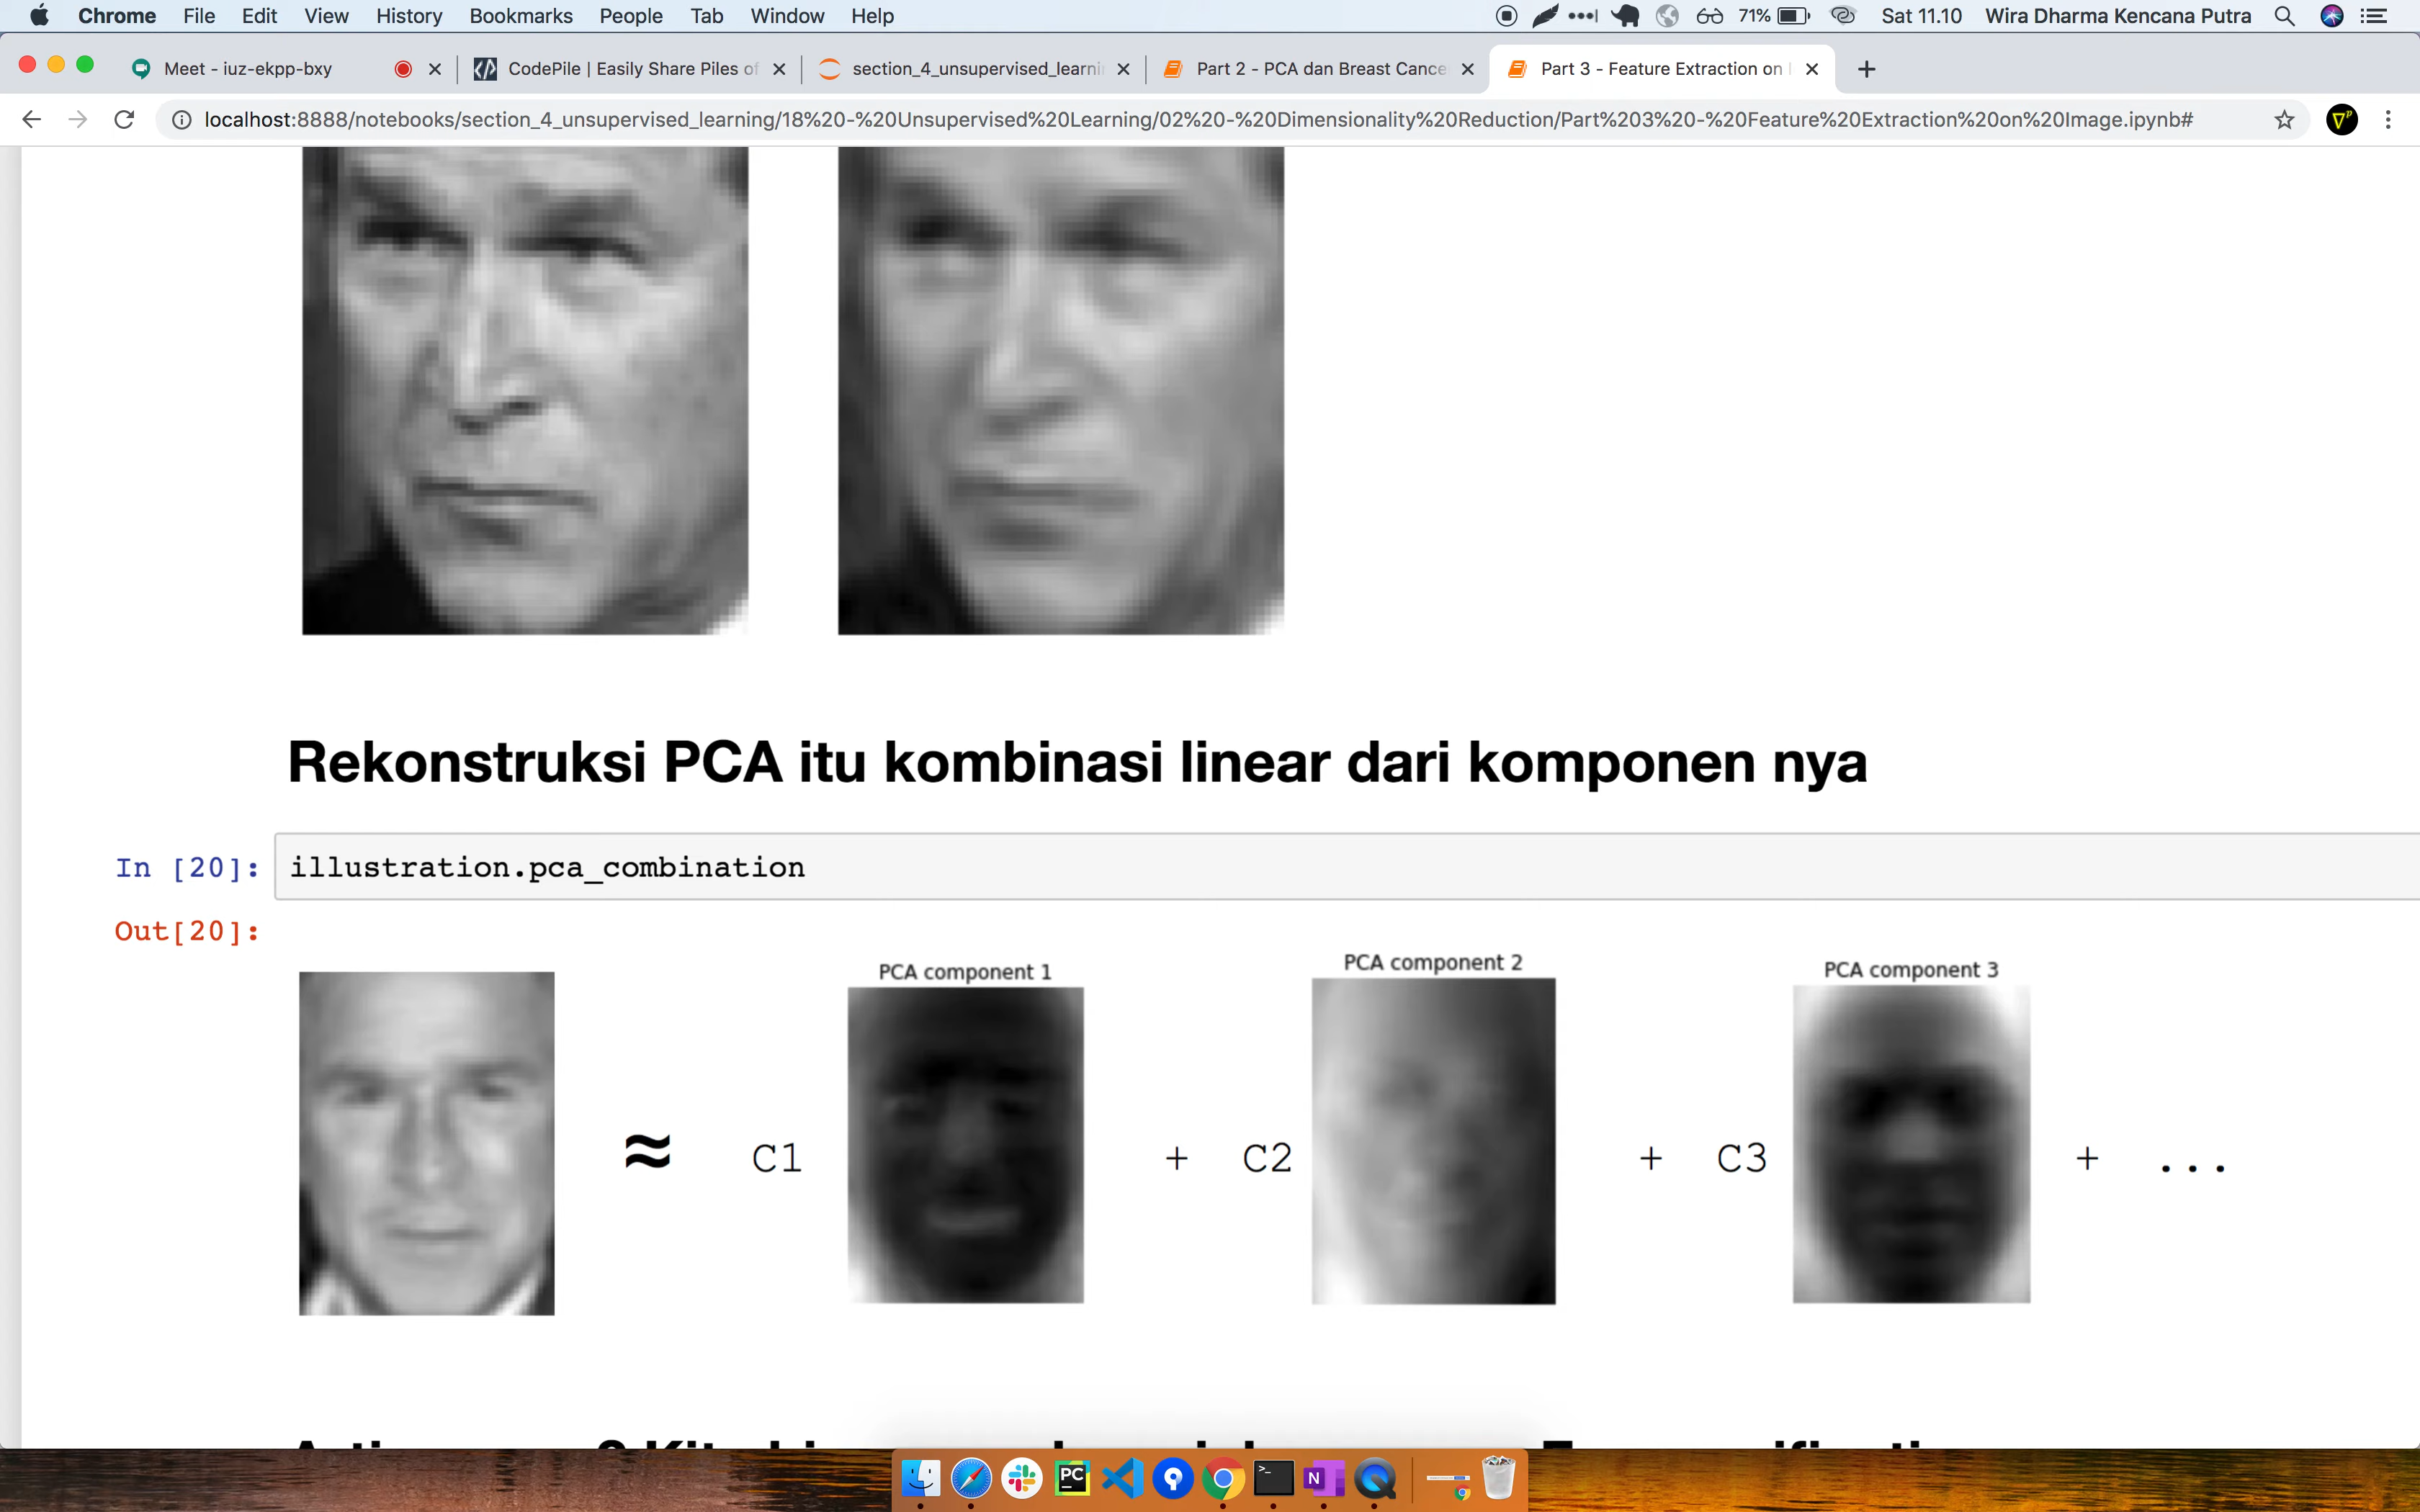 Chrome File Edit View History Bookmarks People Tab Window Help 71% Sat 11.10 Wira Dharma Kencana Putra
Meet - iuz-ekpp-bxy CodePile | Easily Share Piles of section_4_unsupervised_learni Part 2 - PCA dan Breast Cance Part 3 - Feature Extraction on
localhost:8888/notebooks/section_4_unsupervised_learning/18%20-%20Unsupervised%20Learning/02%20-%20Dimensionality%20Reduction/Part%203%20-%20Feature%20Extraction%20on%20Image.ipynb#
Rekonstruksi PCA itu kombinasi linear dari komponen nya
In [20]: illustration.pca_combination
Out[20]:
PCA component 1 PCA component 2 PCA component 3
≈ C1 + C2 + C3 + ...
PC >_ N